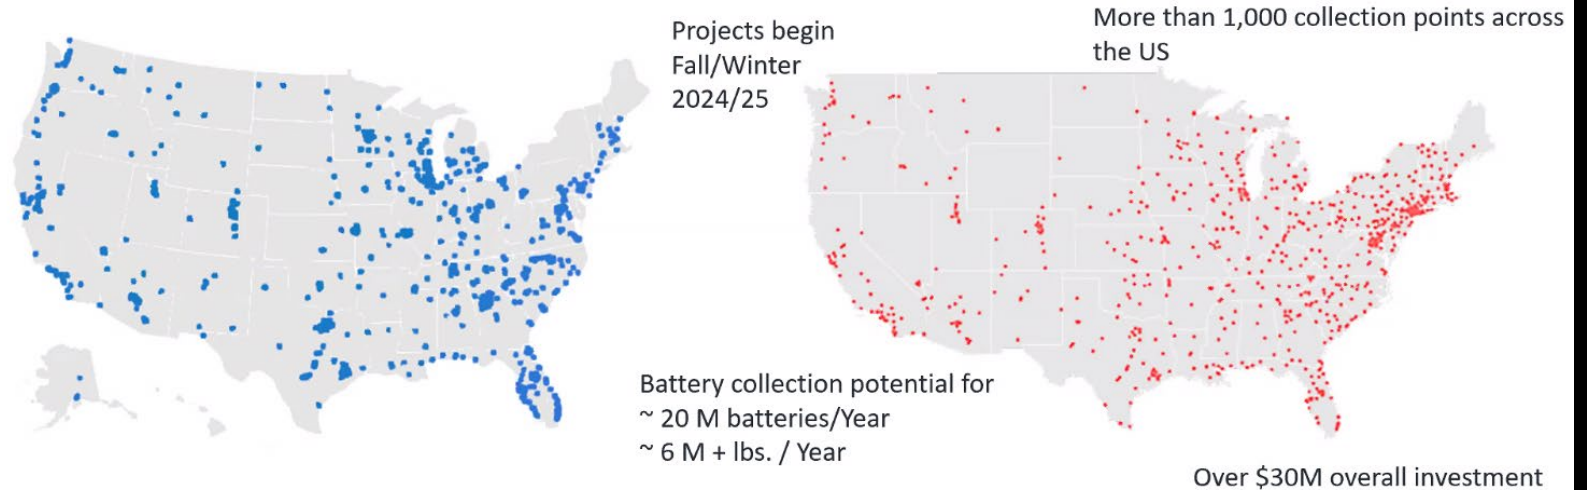 Projects begin
Fall/Winter
2024/25
More than 1,000 collection points across
the US
Battery collection potential for
~ 20 M batteries/Year
~ 6 M + lbs. / Year
Over $30M overall investment